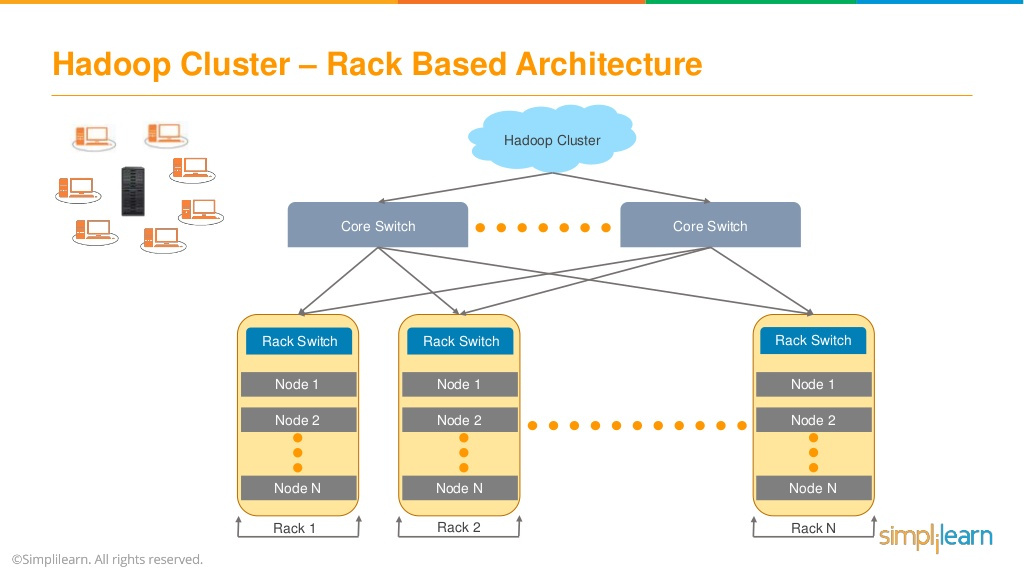 Hadoop Cluster – Rack Based Architecture
Hadoop Cluster
Core Switch
Core Switch
Rack Switch
Rack Switch
Rack Switch
Node 1
Node 1
Node 1
Node 2
Node 2
Node 2
Node N
Node N
Node N
Rack 1
Rack 2
Rack N
simplilearn
©Simplilearn. All rights reserved.